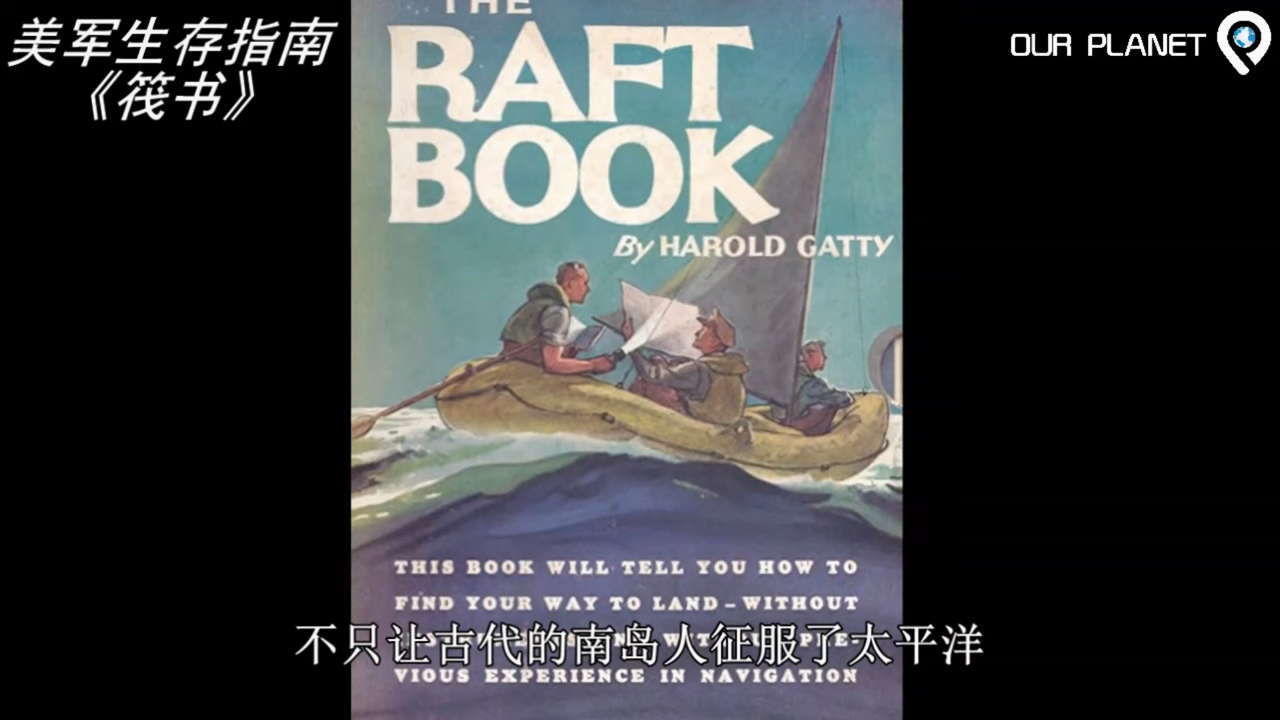 美军生存指南
《筏书》
OUR PLANET
THE
RAFT
BOOK
By HAROLD GATTY
THIS BOOK WILL TELL YOU HOW TO
FIND YOUR WAY TO LAND – WITHOUT
不只让古代的南岛人征服了太平洋
VIOUS EXPERIENCE IN NAVIGATION